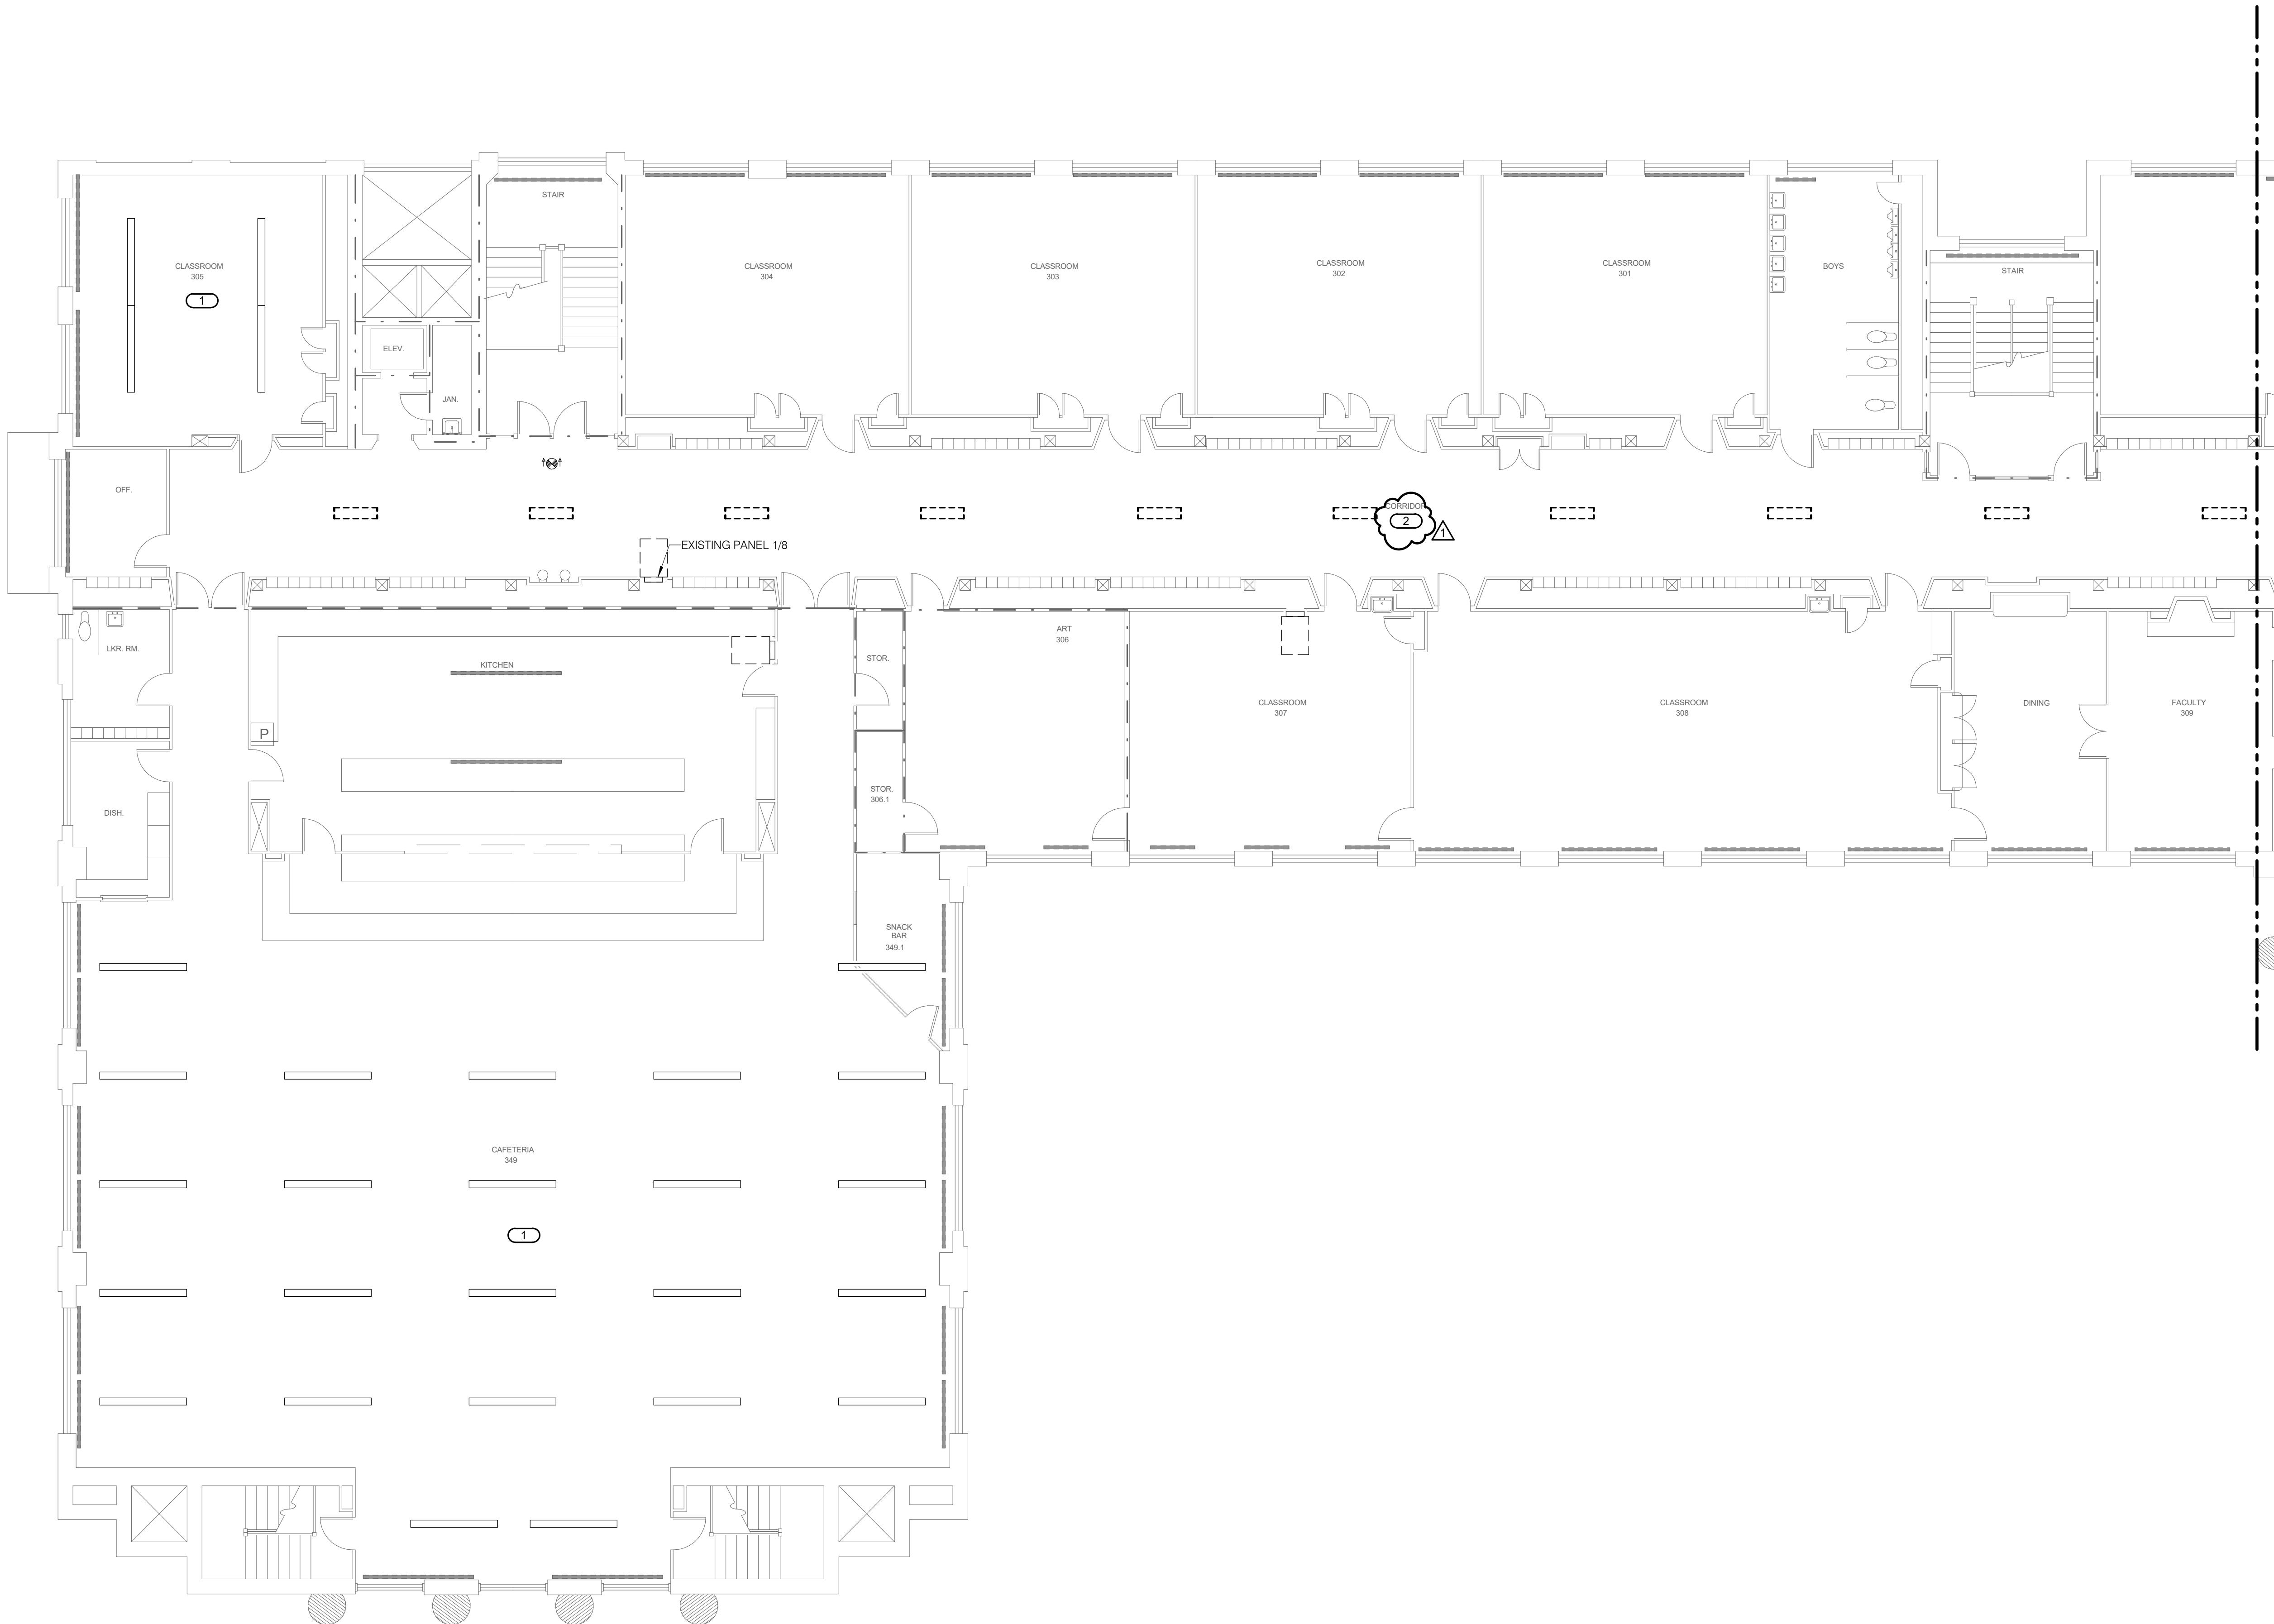 STAIR
CLASSROOM
305
1
CLASSROOM
304
CLASSROOM
303
CLASSROOM
302
CLASSROOM
301
BOYS
STAIR
ELEV.
JAN.
OFF.
CORRIDOR
2
1
EXISTING PANEL 1/8
LKR. RM.
KITCHEN
STOR.
ART
306
CLASSROOM
307
CLASSROOM
308
DINING
FACULTY
309
P
DISH.
STOR.
306.1
SNACK
BAR
349.1
CAFETERIA
349
1